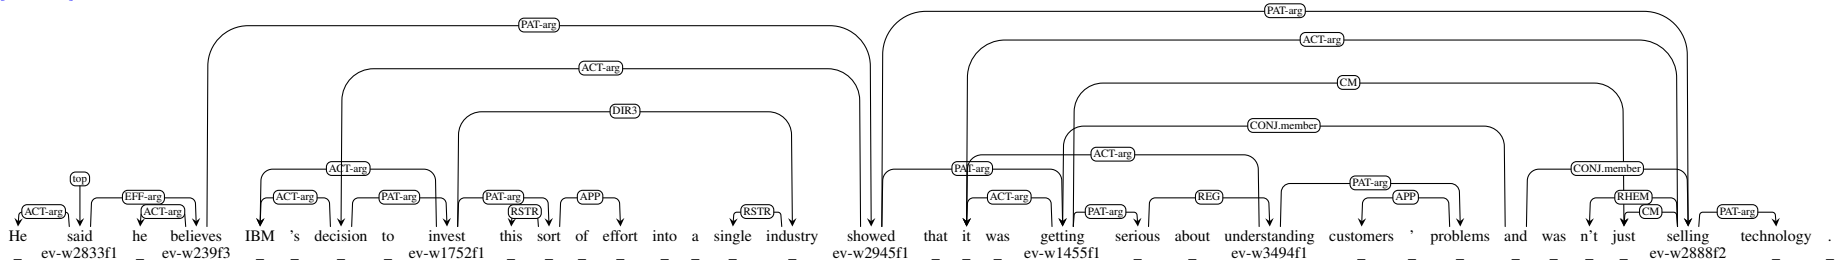 PAT-arg
PAT-arg
ACT-arg
ACT-arg
CM
DIR3
CONJ.member
ACT-arg
ACT-arg PAT-arg CONJ.member
top PAT-arg
EFF-arg ACT-arg PAT-arg PAT-arg APP ACT-arg REG APP RHEM
ACT-arg ACT-arg RSTR RSTR PAT-arg CM PAT-arg
He said he believes IBM 's decision to invest this sort of effort into a single industry showed that it was getting serious about understanding customers ' problems and was n't just selling technology .
_ ev-w2833f1 _ ev-w239f3 _ _ _ _ ev-w1752f1 _ _ _ _ _ _ _ _ ev-w2945f1 _ _ _ ev-w1455f1 _ _ ev-w3494f1 _ _ _ _ _ _ _ ev-w2888f2 _ _